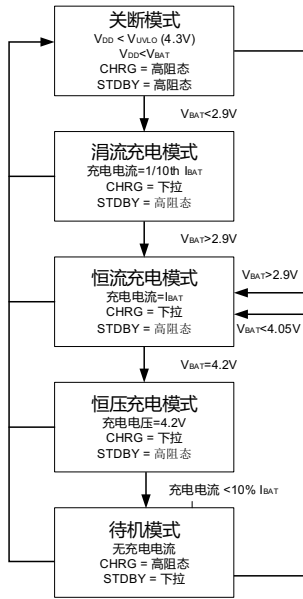 关断模式
VDD < VUVLO (4.3V)
VDD<VBAT
CHRG = 高阻态
STDBY = 高阻态
VBAT<2.9V
涓流充电模式
充电电流=1/10th IBAT
CHRG = 下拉
STDBY = 高阻态
VBAT>2.9V
恒流充电模式
充电电流=IBAT
CHRG = 下拉
STDBY = 高阻态
VBAT>2.9V
VBAT<4.05V
VBAT=4.2V
恒压充电模式
充电电压=4.2V
CHRG = 下拉
STDBY = 高阻态
充电电流 <10% IBAT
待机模式
无充电电流
CHRG = 高阻态
STDBY = 下拉